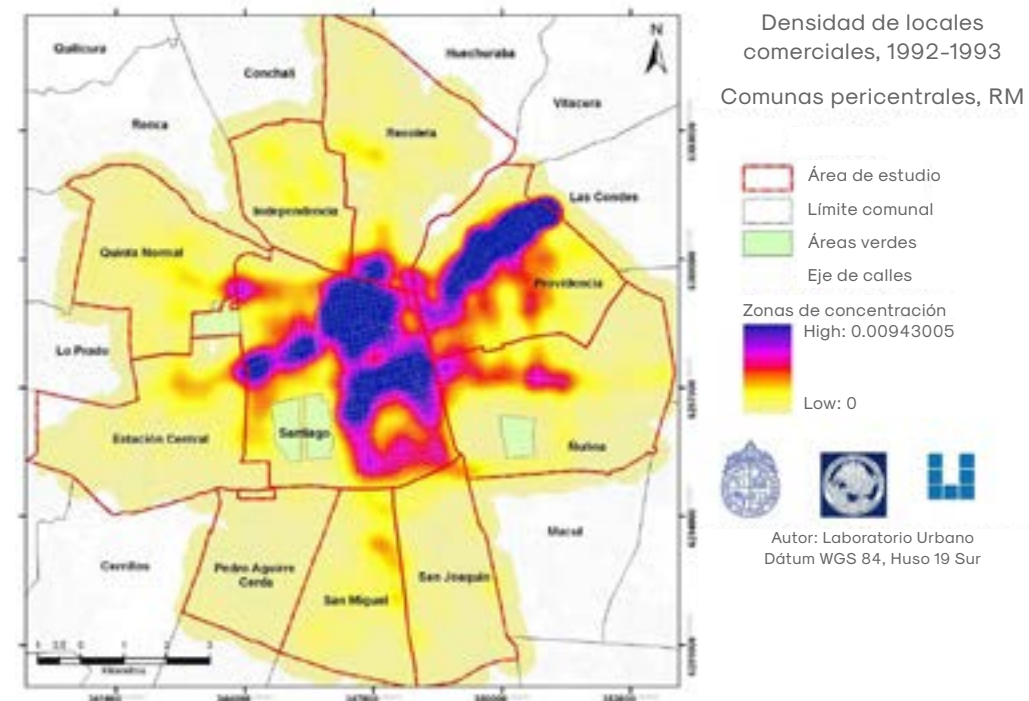 Densidad de locales
comerciales, 1992-1993
Comunas pericentrales, RM
Área de estudio
Límite comunal
Áreas verdes
Eje de calles
Zonas de concentración
High: 0.00943005
Low: 0
Autor: Laboratorio Urbano
Dátum WGS 84, Huso 19 Sur
N
Quilicura
Huechuraba
Conchalí
Vitacura
Renca
Recoleta
Las Condes
Independencia
Quinta Normal
Providencia
Lo Prado
Estación Central
Santiago
Ñuñoa
Macul
Cerrillos
Pedro Aguirre
Cerda
San Joaquín
San Miguel